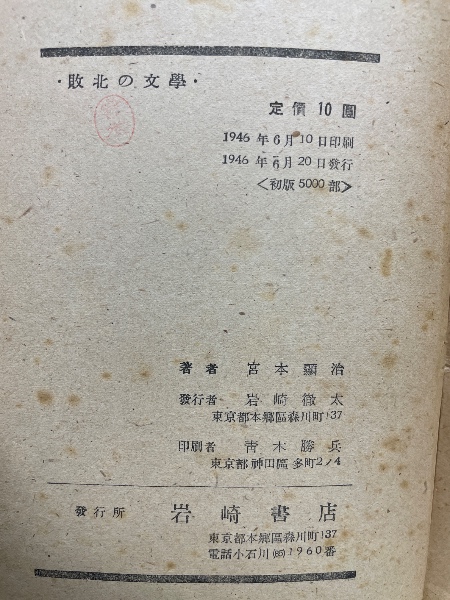 ・敗北の文學・
定價 10 圓
1946 年 6 月 10 日印刷
1946 年 6 月 20 日發行
<初版 5000 部>
著者 宮本顯治
發行者 岩崎徹太
東京都本鄕區森川町137
印刷者 靑木勝兵
東京都神田區多町2ノ4
發行所 岩崎書店
東京都本鄕區森川町137
電話小石川(85)1960番